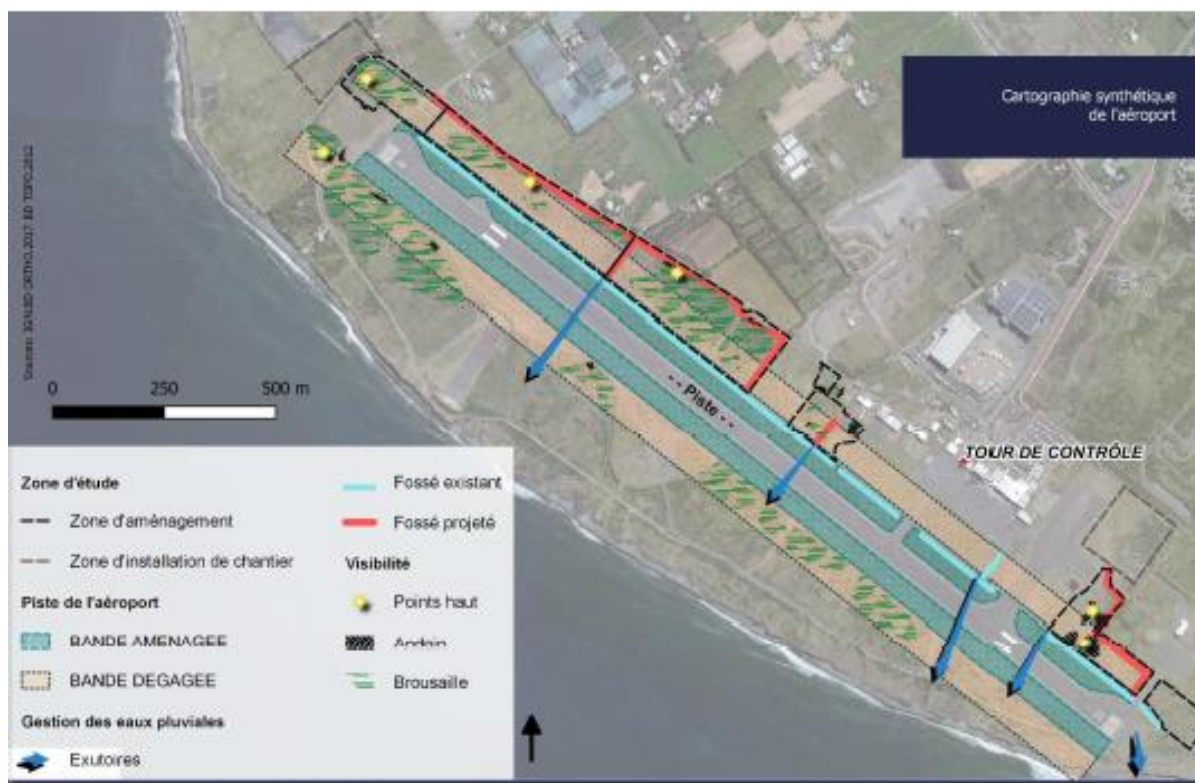 Cartographie synthétique
de l'aéroport
0 250 500 m
-- Piste --
TOUR DE CONTRÔLE
Zone d'étude
Zone d'aménagement
Zone d'installation de chantier
Piste de l'aéroport
BANDE AMENAGEE
BANDE DEGAGEE
Gestion des eaux pluviales
Exutoires
Fossé existant
Fossé projeté
Visibilité
Points haut
Andain
Brousaille